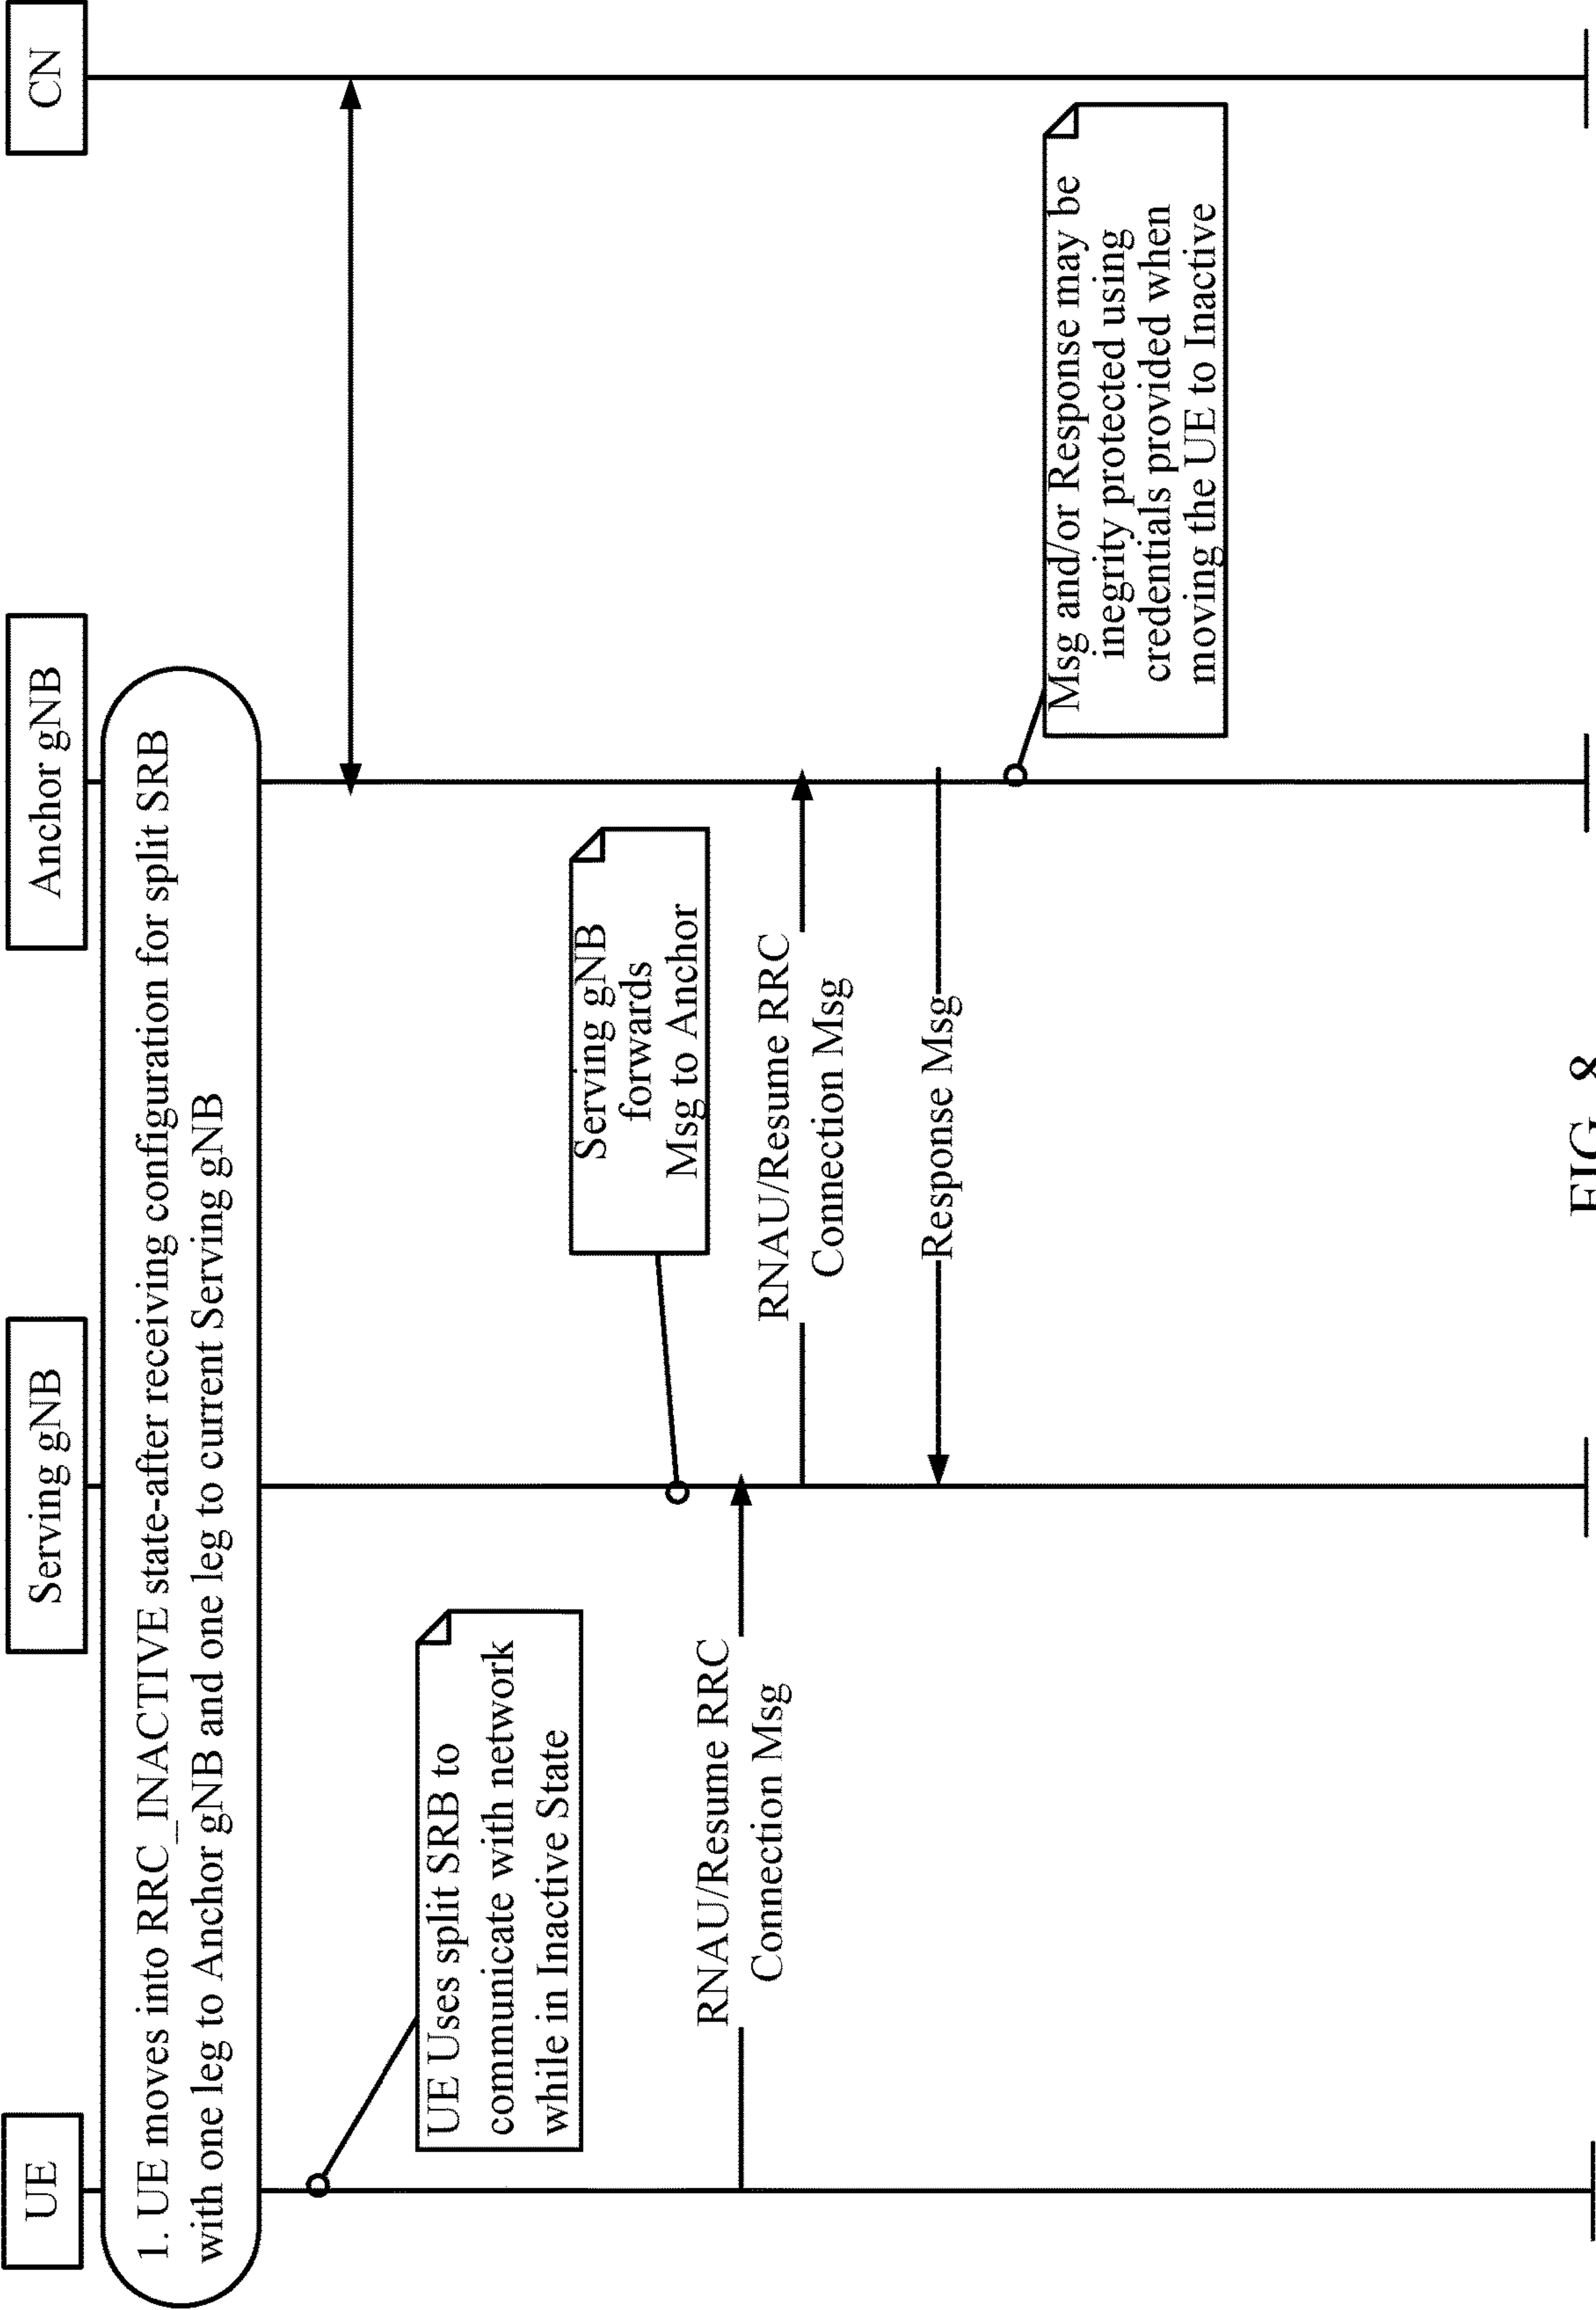 UE
Serving gNB
Anchor gNB
CN
1. UE moves into RRC_INACTIVE state-after receiving configuration for split SRB
with one leg to Anchor gNB and one leg to current Serving gNB
UE Uses split SRB to
communicate with network
while in Inactive State
Serving gNB
forwards
Msg to Anchor
RNAU/Resume RRC
Connection Msg
RNAU/Resume RRC
Connection Msg
Response Msg
Msg and/or Response may be
inegrity protected using
credentials provided when
moving the UE to Inactive
FIG. 8